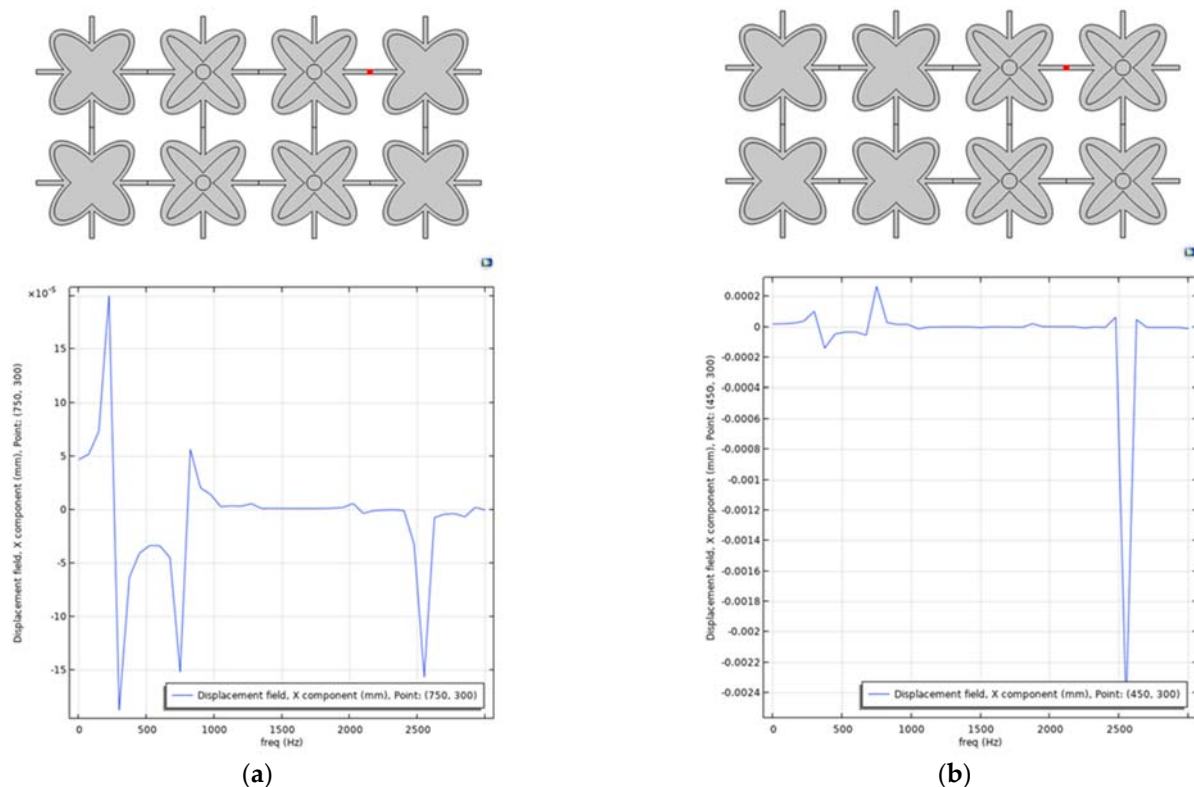 ×10⁻⁵
15
10
5
0
-5
-10
-15
Displacement field, X component (mm), Point: (750, 300)
Displacement field, X component (mm), Point: (750, 300)
0 500 1000 1500 2000 2500
freq (Hz)
(a)
0.0002
0
-0.0002
-0.0004
-0.0006
-0.0008
-0.001
-0.0012
-0.0014
-0.0016
-0.0018
-0.002
-0.0022
-0.0024
Displacement field, X component (mm), Point: (450, 300)
Displacement field, X component (mm), Point: (450, 300)
0 500 1000 1500 2000 2500
freq (Hz)
(b)